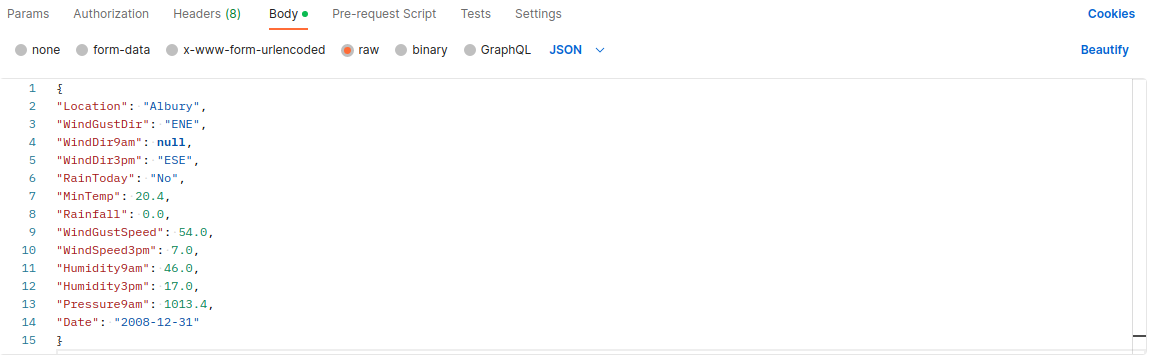 Params Authorization Headers (8) Body Pre-request Script Tests Settings Cookies
none form-data x-www-form-urlencoded raw binary GraphQL JSON Beautify
1 {
2 "Location": "Albury",
3 "WindGustDir": "ENE",
4 "WindDir9am": null,
5 "WindDir3pm": "ESE",
6 "RainToday": "No",
7 "MinTemp": 20.4,
8 "Rainfall": 0.0,
9 "WindGustSpeed": 54.0,
10 "WindSpeed3pm": 7.0,
11 "Humidity9am": 46.0,
12 "Humidity3pm": 17.0,
13 "Pressure9am": 1013.4,
14 "Date": "2008-12-31"
15 }